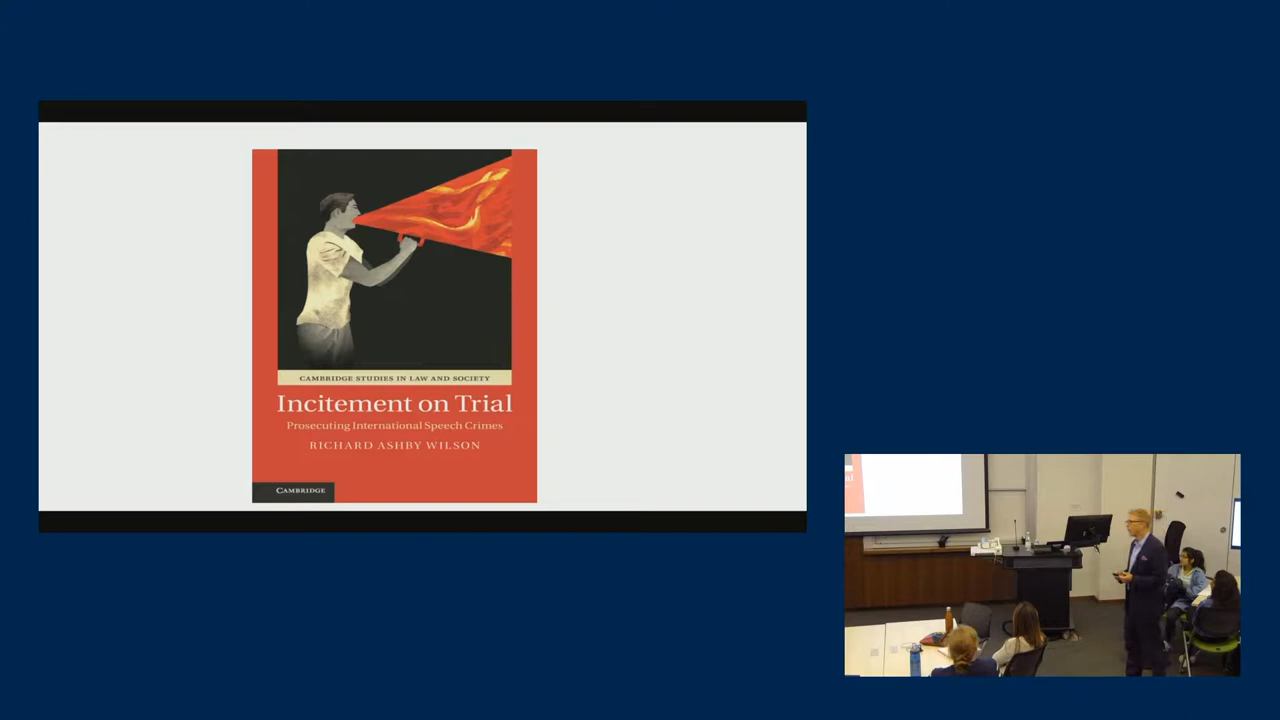 CAMBRIDGE STUDIES IN LAW AND SOCIETY
Incitement on Trial
Prosecuting International Speech Crimes
RICHARD ASHBY WILSON
CAMBRIDGE